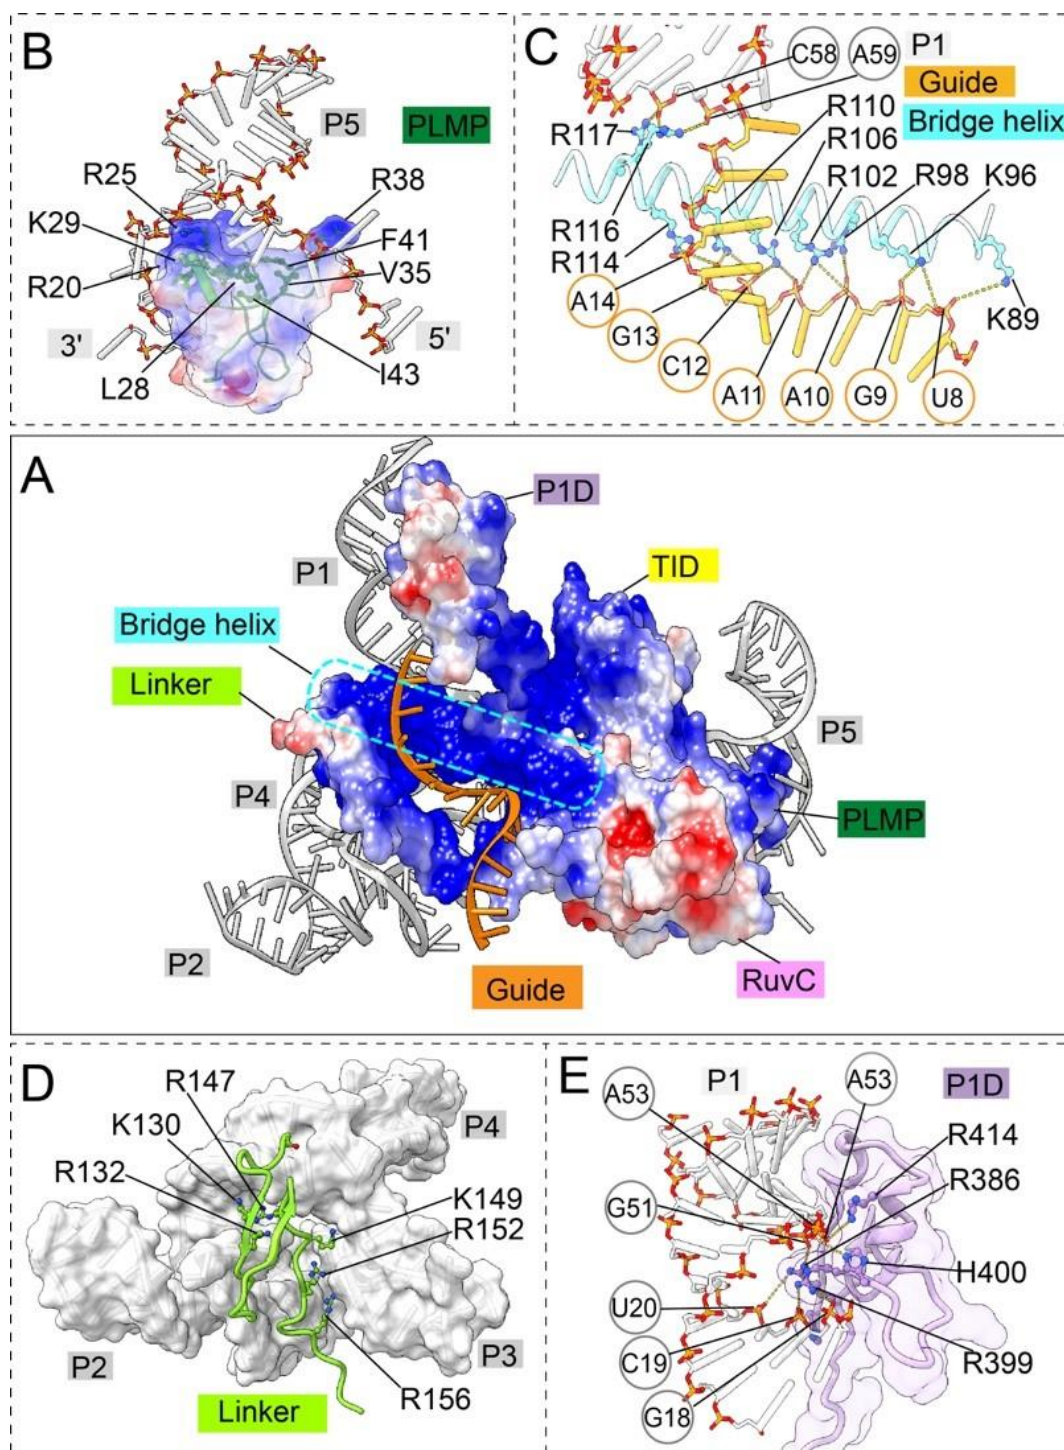 B
P5
PLMP
R25
R38
K29
F41
V35
R20
3'
5'
L28
I43
C
C58
A59
P1
Guide
Bridge helix
R110
R106
R117
R102
R98
K96
R116
R114
A14
G13
C12
A11
A10
G9
U8
K89
A
P1D
P1
TID
Bridge helix
Linker
P5
P4
PLMP
P2
Guide
RuvC
D
R147
P4
K130
R132
K149
R152
P2
P3
R156
Linker
E
A53
P1
A53
P1D
R414
R386
G51
H400
U20
C19
R399
G18